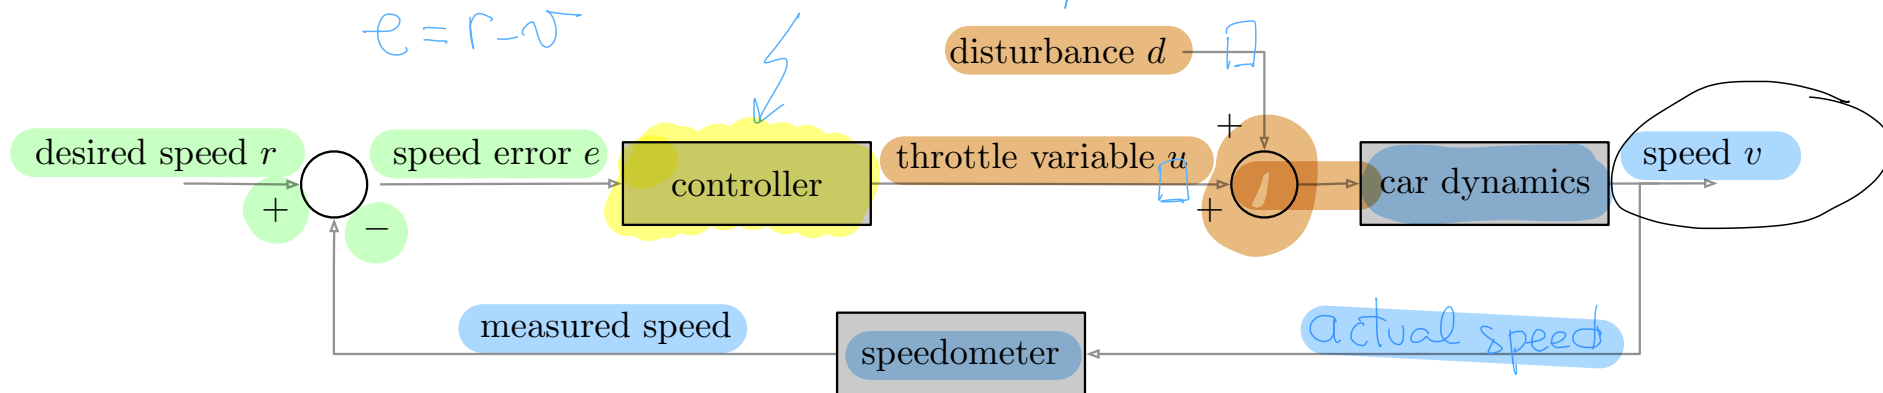 e = r - v
disturbance d
+
desired speed r
speed error e
controller
throttle variable u
car dynamics
speed v
+
−
+
measured speed
speedometer
actual speed